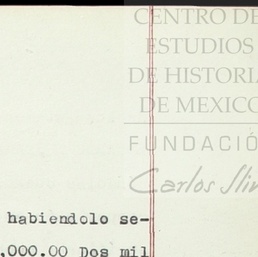 CENTRO DE
ESTUDIOS
DE HISTORIA
DE MEXICO
FUNDACIÓ
Carlos Slim
habiendolo se-
,000.00 Dos mil